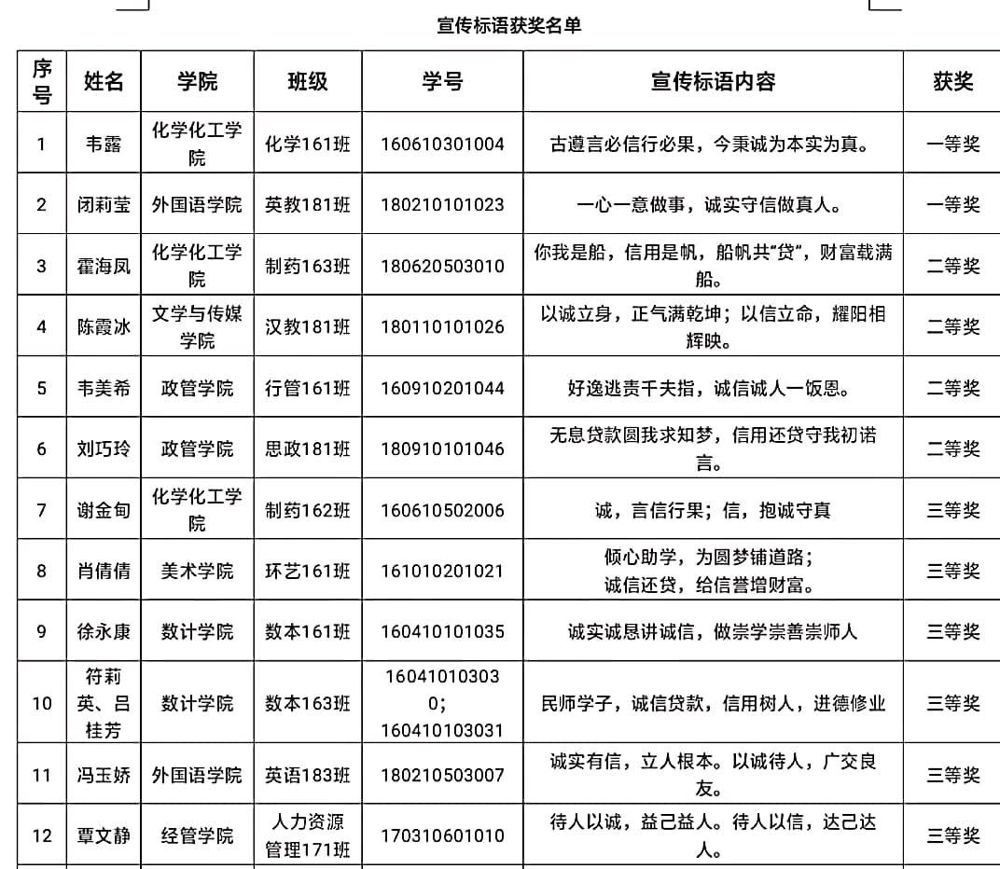 宣传标语获奖名单
序号 姓名 学院 班级 学号 宣传标语内容 获奖
1 韦露 化学化工学院 化学161班 160610301004 古遵言必信行必果，今秉诚为本实为真。 一等奖
2 闭莉莹 外国语学院 英教181班 180210101023 一心一意做事，诚实守信做真人。 一等奖
3 霍海凤 化学化工学院 制药163班 180620503010 你我是船，信用是帆，船帆共“贷”，财富载满船。 二等奖
4 陈霞冰 文学与传媒学院 汉教181班 180110101026 以诚立身，正气满乾坤；以信立命，耀阳相辉映。 二等奖
5 韦美希 政管学院 行管161班 160910201044 好逸逃责千夫指，诚信诚人一饭恩。 二等奖
6 刘巧玲 政管学院 思政181班 180910101046 无息贷款圆我求知梦，信用还贷守我初诺言。 二等奖
7 谢金甸 化学化工学院 制药162班 160610502006 诚，言信行果；信，抱诚守真 三等奖
8 肖倩倩 美术学院 环艺161班 161010201021 倾心助学，为圆梦铺道路；
诚信还贷，给信誉增财富。 三等奖
9 徐永康 数计学院 数本161班 160410101035 诚实诚恳讲诚信，做崇学崇善崇师人 三等奖
10 符莉英、吕桂芳 数计学院 数本163班 160410103030；
160410103031 民师学子，诚信贷款，信用树人，进德修业 三等奖
11 冯玉娇 外国语学院 英语183班 180210503007 诚实有信，立人根本。以诚待人，广交良友。 三等奖
12 覃文静 经管学院 人力资源管理171班 170310601010 待人以诚，益己益人。待人以信，达己达人。 三等奖